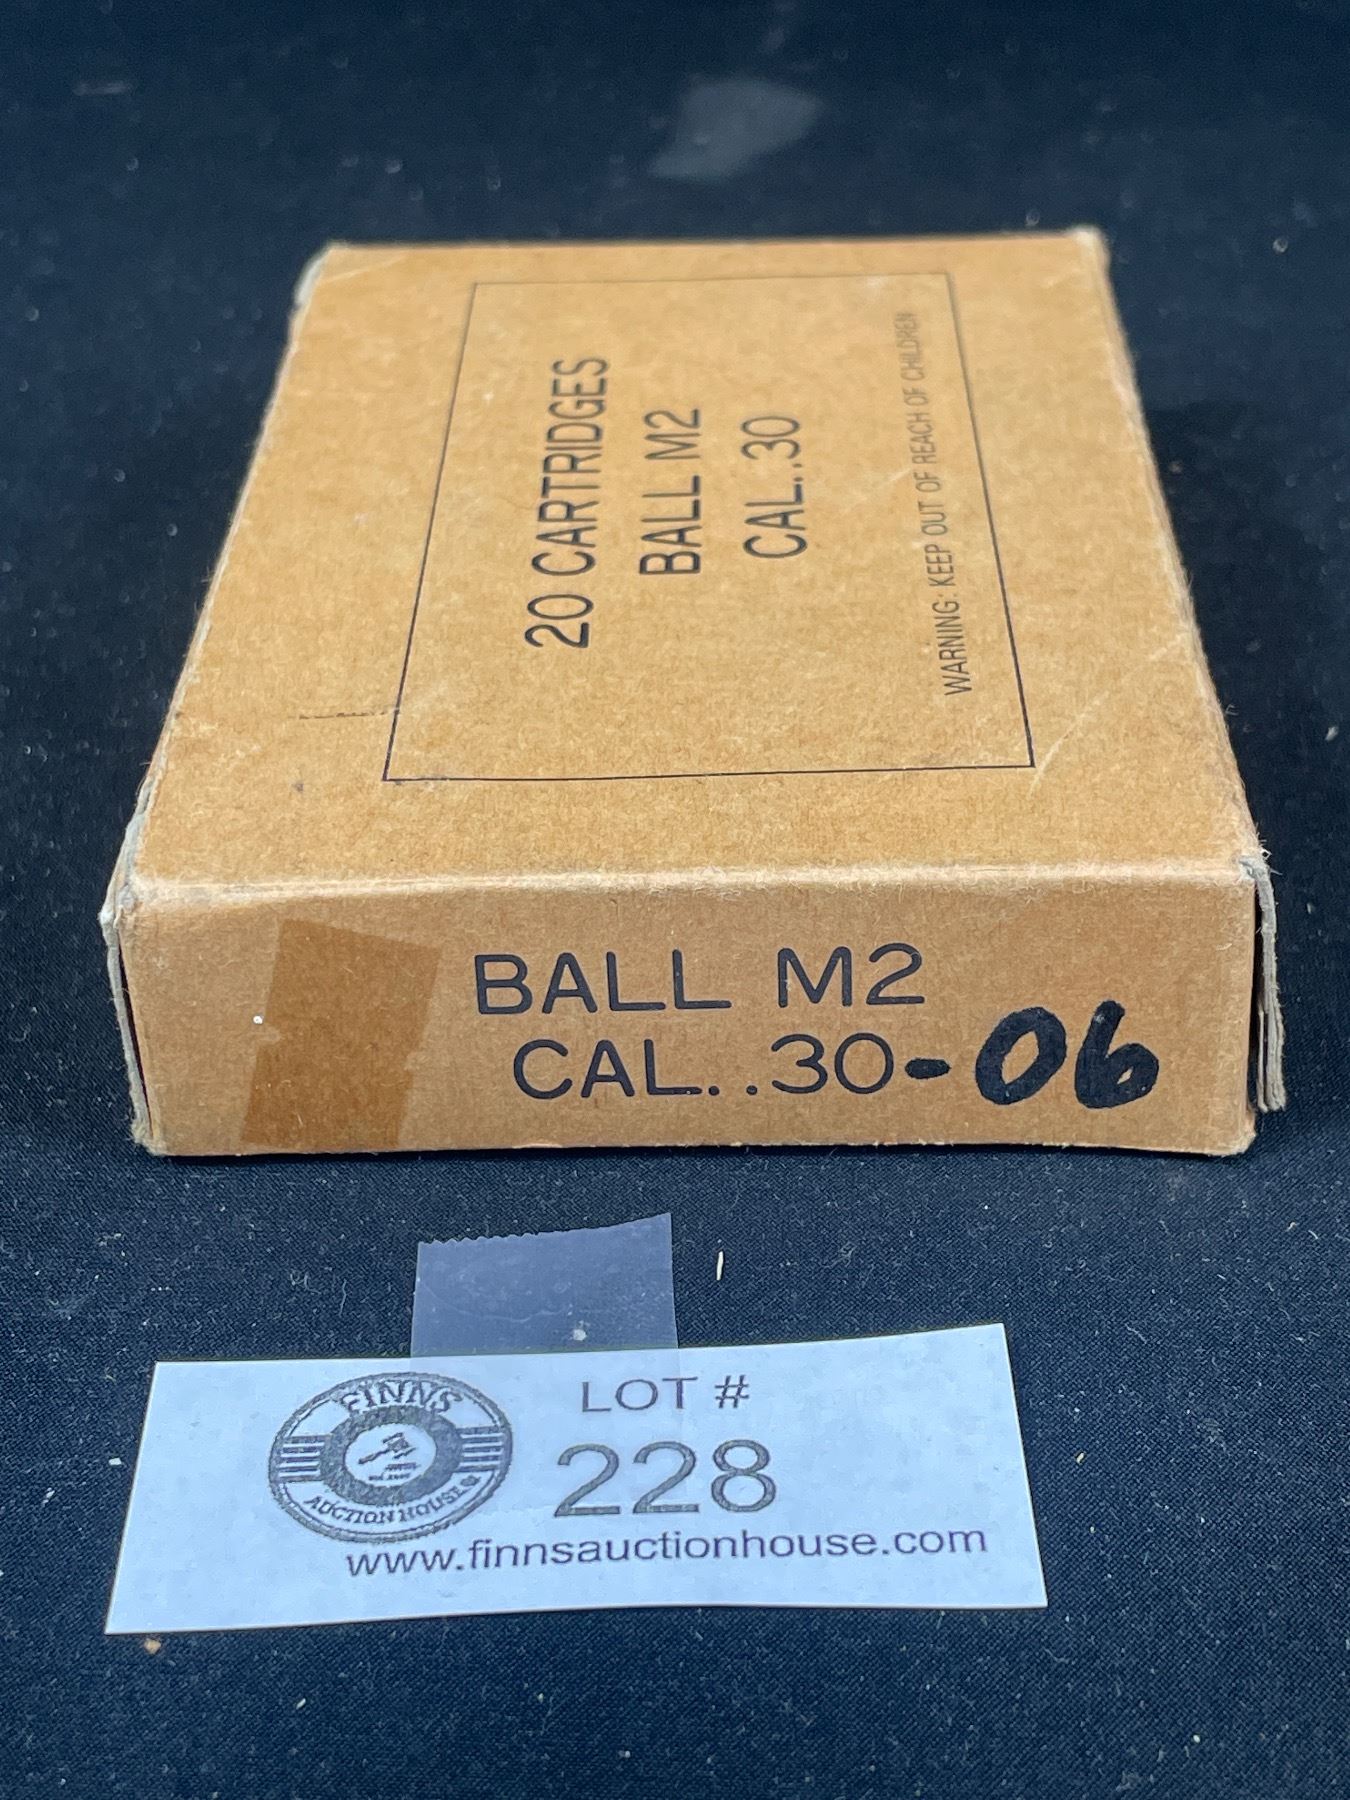 20 CARTRIDGES
BALL M2
CAL..30
WARNING: KEEP OUT OF REACH OF CHILDREN
BALL M2
CAL..30-06
FINNS
AUCTION HOUSE
LOT #
228
www.finnsauctionhouse.com